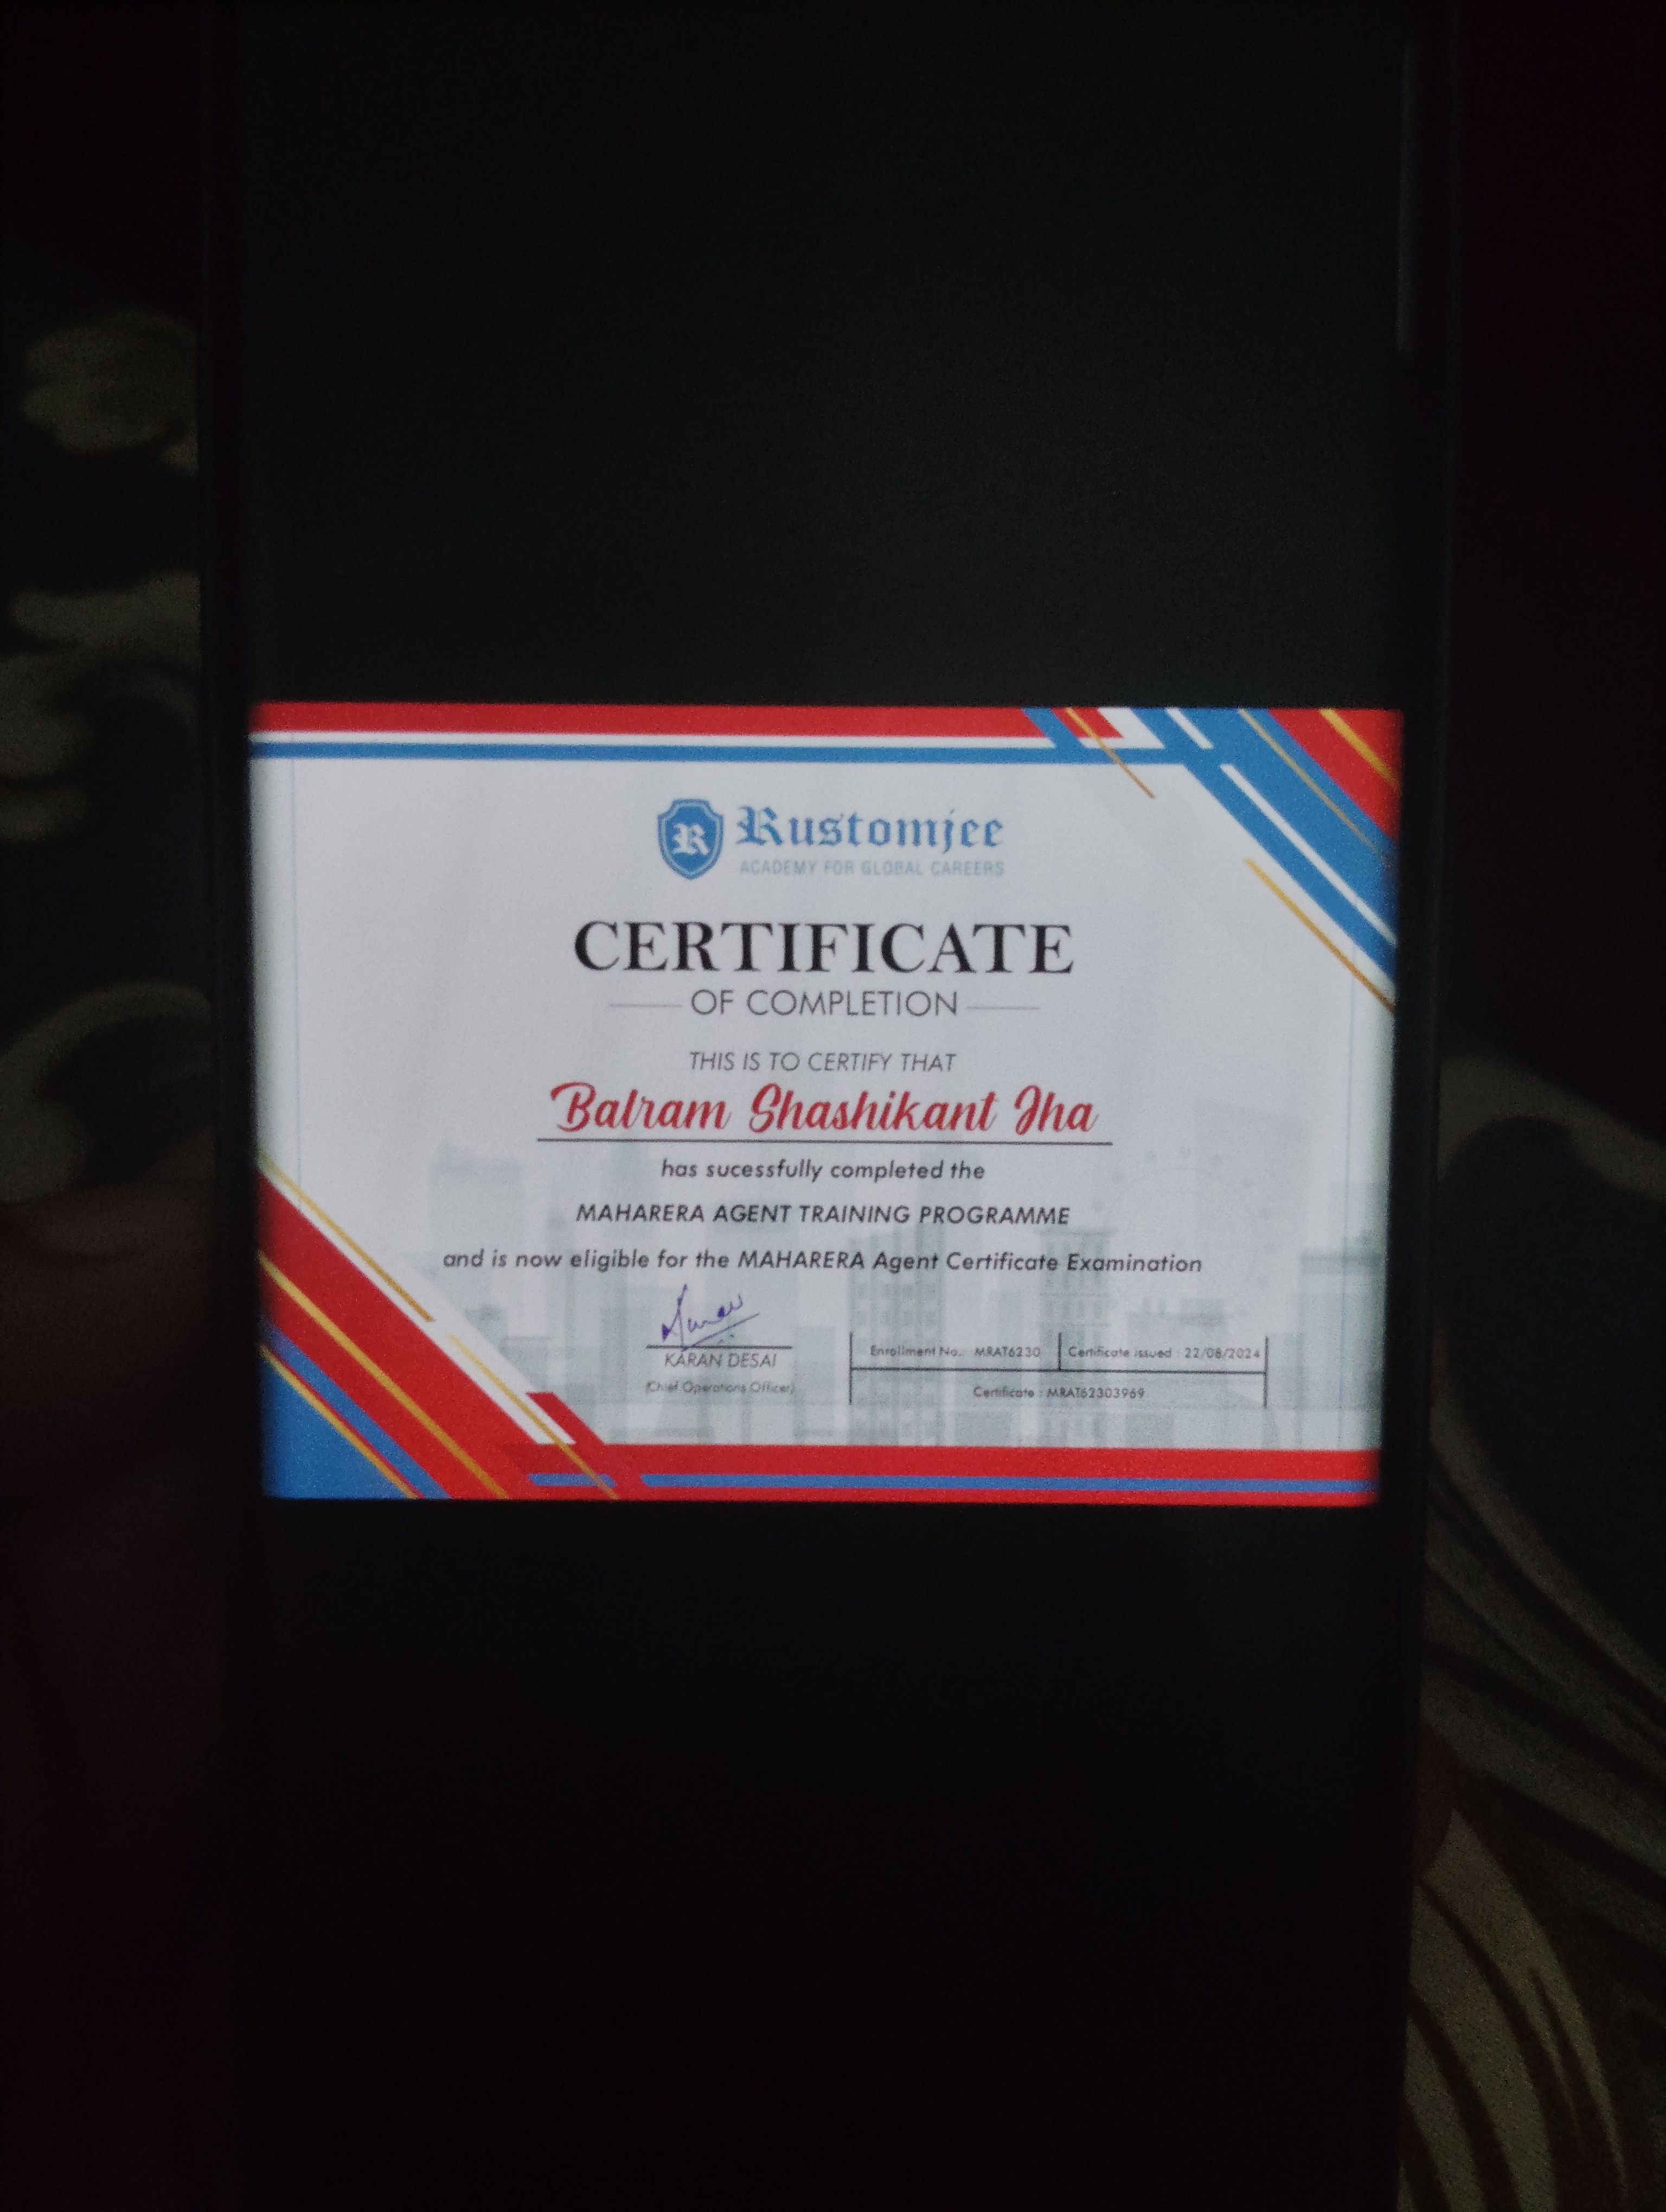 R Rustomjee
ACADEMY FOR GLOBAL CAREERS
CERTIFICATE
OF COMPLETION
THIS IS TO CERTIFY THAT
Balram Shashikant Jha
has sucessfully completed the
MAHARERA AGENT TRAINING PROGRAMME
and is now eligible for the MAHARERA Agent Certificate Examination
KARAN DESAI
(Chief Operations Officer)
Enrollment No.: MRAT6230 Certificate issued : 22/08/2024
Certificate : MRAT62303969